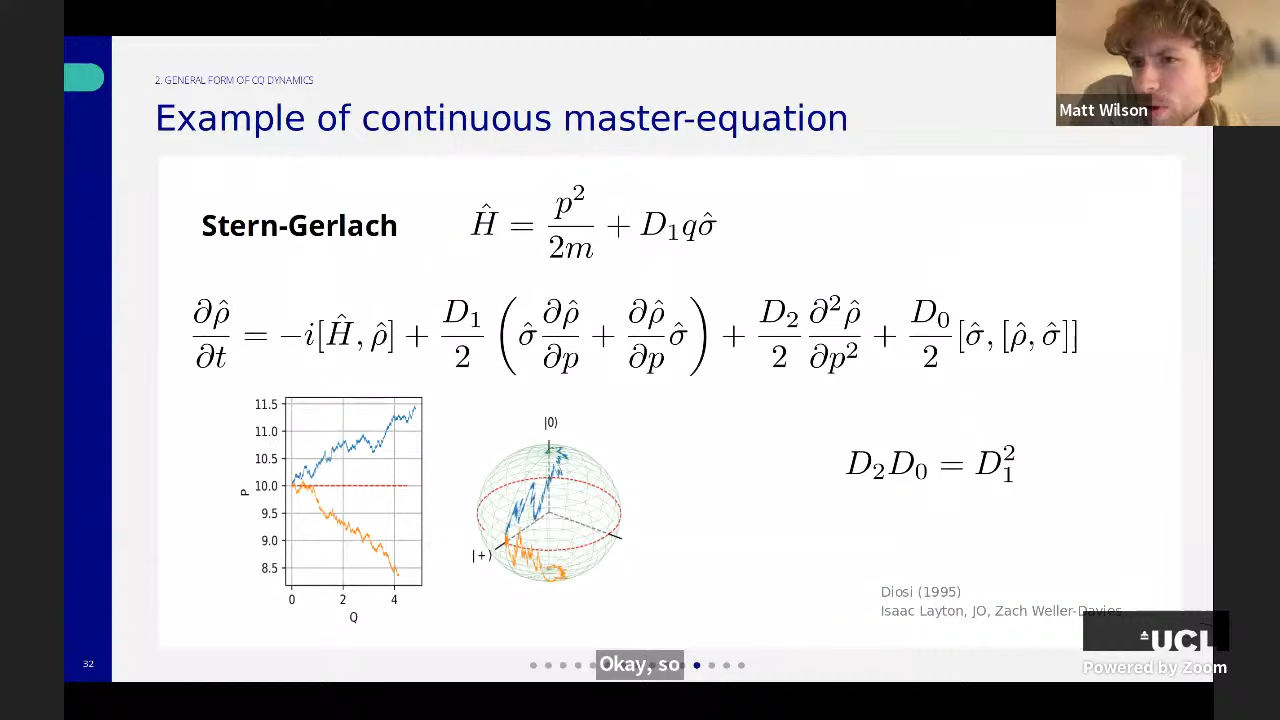 2. GENERAL FORM OF CQ DYNAMICS
Example of continuous master-equation
Matt Wilson
Stern-Gerlach
Ĥ = p²/2m + D₁qσ̂
∂ρ̂/∂t = −i[Ĥ, ρ̂] + D₁/2 (σ̂ ∂ρ̂/∂p + ∂ρ̂/∂p σ̂) + D₂/2 ∂²ρ̂/∂p² + D₀/2 [σ̂, [ρ̂, σ̂]]
11.5
11.0
10.5
10.0
9.5
9.0
8.5
P
0 2 4
Q
|0⟩
|+⟩
D₂D₀ = D₁²
Diosi (1995)
Isaac Layton, JO, Zach Weller-Davies
UCL
Powered by Zoom
32
Okay, so